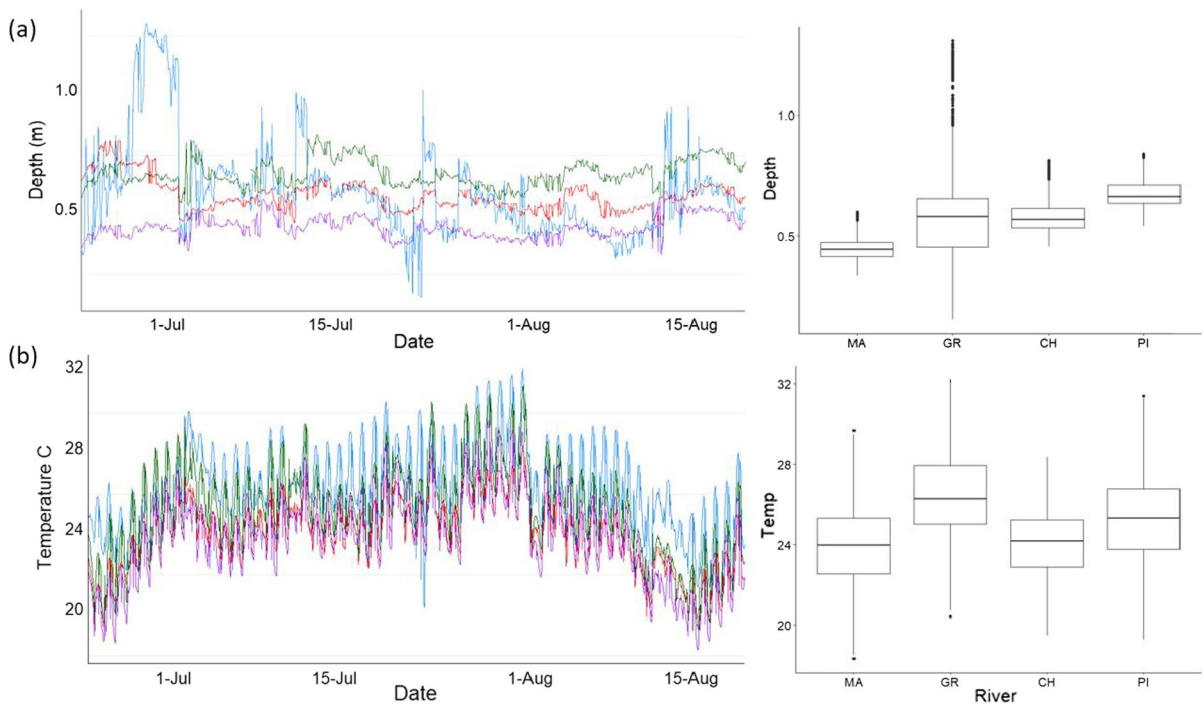 (a)
Depth (m)
1.0
0.5
1-Jul
15-Jul
1-Aug
15-Aug
Date
Depth
1.0
0.5
MA
GR
CH
PI
(b)
Temperature C
32
28
24
20
1-Jul
15-Jul
1-Aug
15-Aug
Date
Temp
32
28
24
20
MA
GR
CH
PI
River